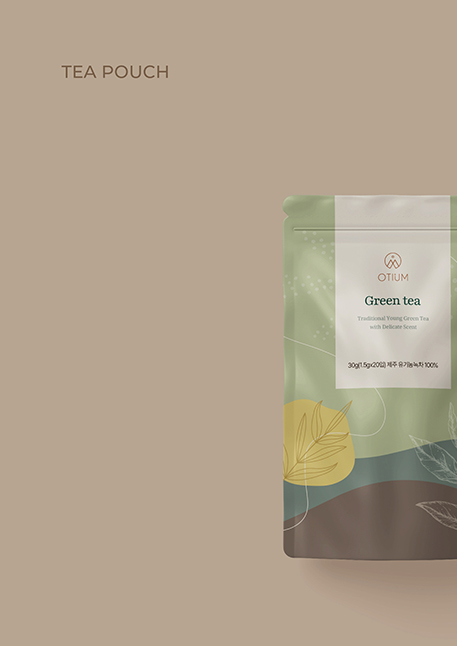 TEA POUCH
OTIUM
Green tea
Traditional Young Green Tea
with Delicate Scent
30g(1.5gx20입) 제주 유기농녹차 100%